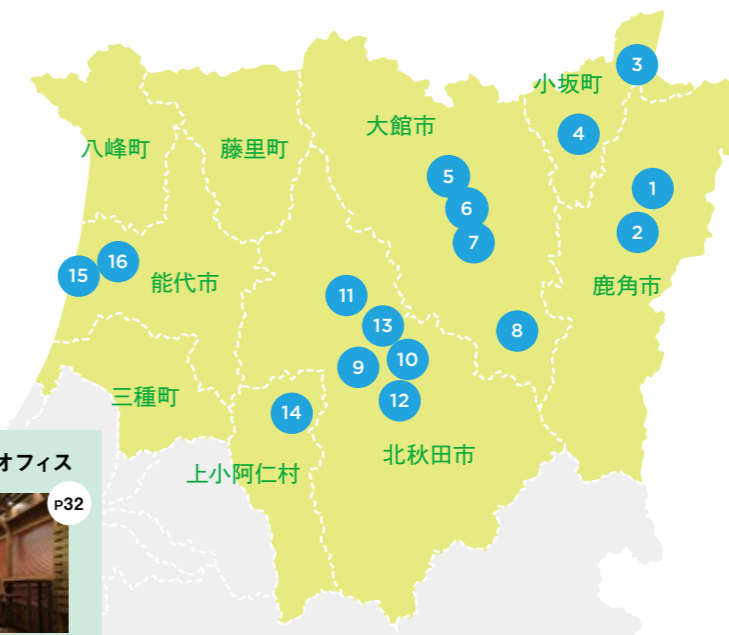 3
小坂町
大館市
4
八峰町
藤里町
5
1
6
2
7
16
15
能代市
鹿角市
11
13
8
10
9
三種町
12
14
北秋田市
上小阿仁村
オフィス
P32